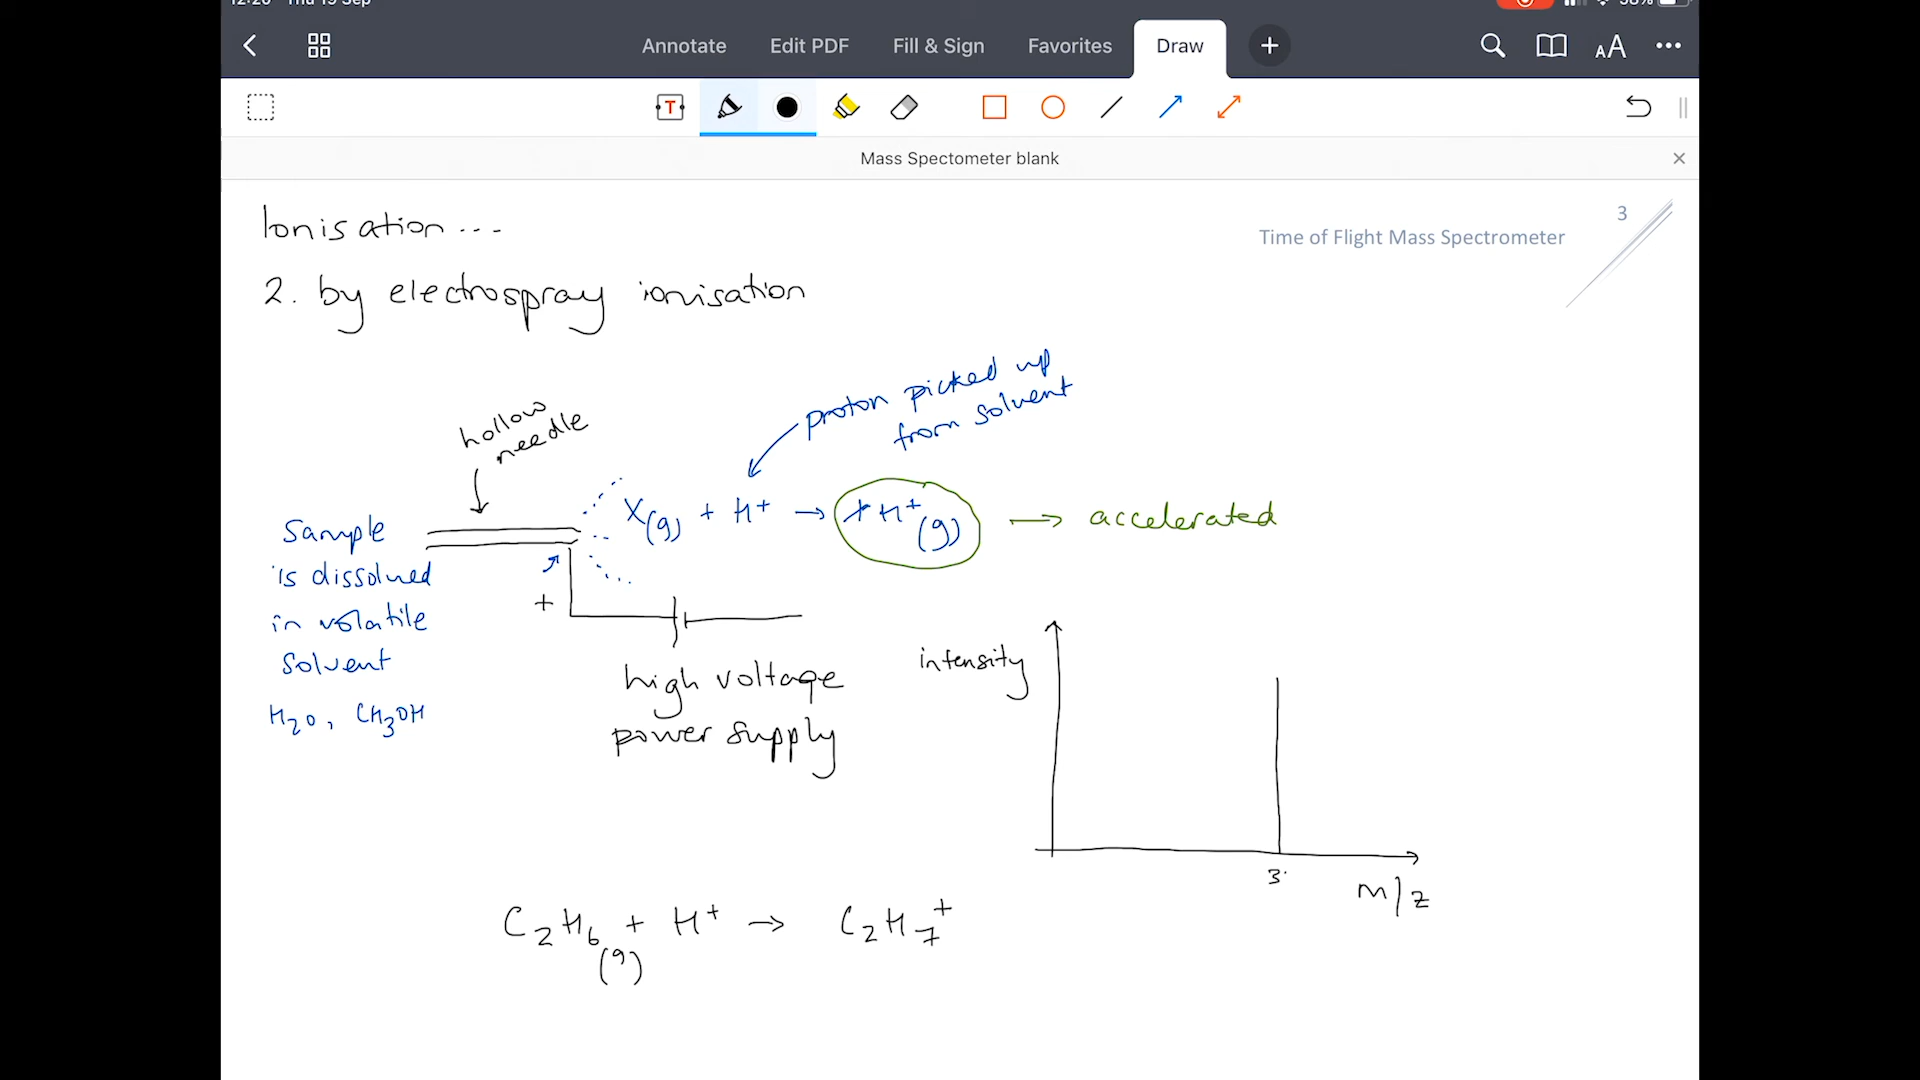 Annotate Edit PDF Fill & Sign Favorites Draw
Mass Spectometer blank
3
Time of Flight Mass Spectrometer
Ionisation...
2. by electrospray ionisation
proton picked up
from solvent
hollow
needle
X(g) + H+ → XH+(g) → accelerated
Sample
is dissolved
in volatile
solvent
H2O, CH3OH
+
high voltage
power supply
intensity
3
m/z
C2H6(g) + H+ → C2H7+